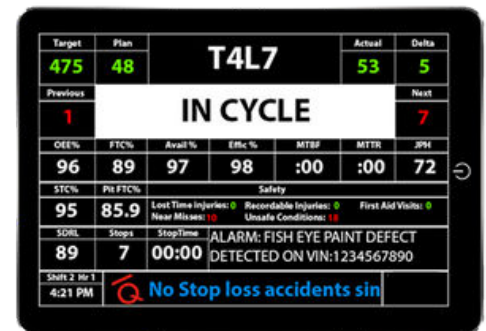 Target Plan T4L7 Actual Delta
475 48 53 5
Previous IN CYCLE Next
1 7
OEE% FTC% Avail% Effic% MTBF MTTR JPH
96 89 97 98 :00 :00 72
STC% Pit FTC% Safety
95 85.9 Lost Time Injuries: 0 Recordable Injuries: 0 First Aid Visits: 0
Near Misses: 10 Unsafe Conditions: 18
SDRL Stops StopTime ALARM: FISH EYE PAINT DEFECT
89 7 00:00 DETECTED ON VIN:1234567890
Shift 2 Hr 1
4:21 PM No Stop loss accidents sin